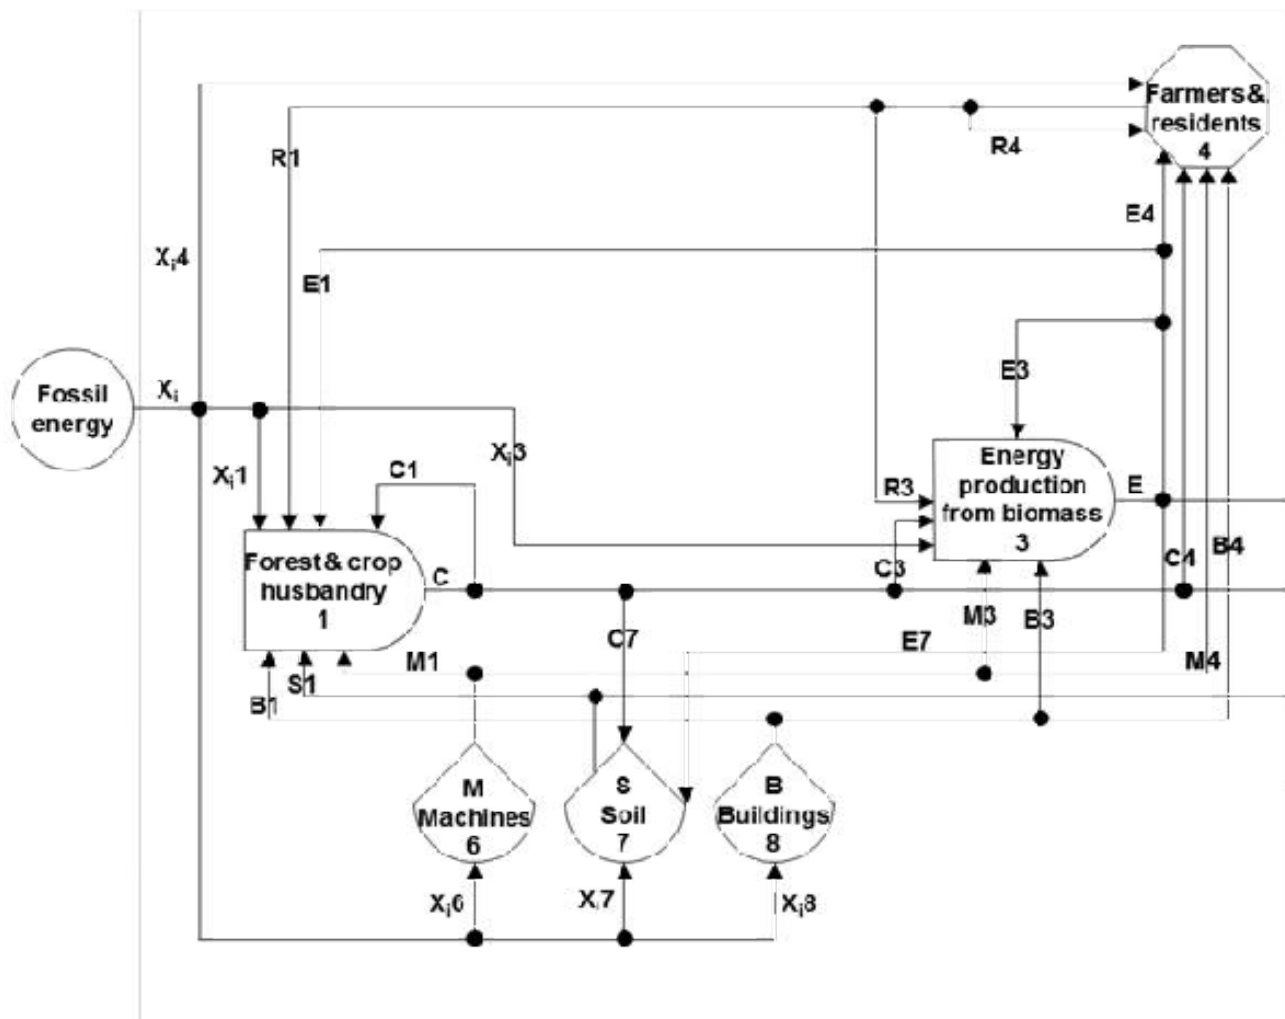 Farmers &
residents
4
R1
R4
E4
Xi4
E1
Fossil
energy
Xi
E3
Xi1
C1
Xi3
Energy
production
from biomass
3
R3
E
Forest & crop
husbandry
1
C
C3
C4
B4
C7
M3
B3
E7
M1
M4
S1
B1
M
Machines
6
S
Soil
7
B
Buildings
8
Xi6
Xi7
Xi8